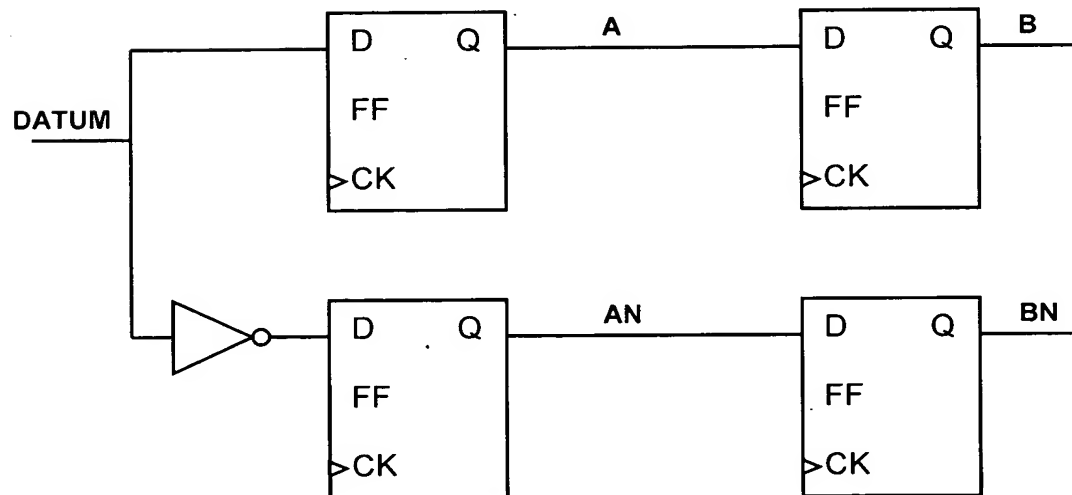 D Q A D Q B
FF FF
DATUM
CK CK
D Q AN D Q BN
FF FF
CK CK